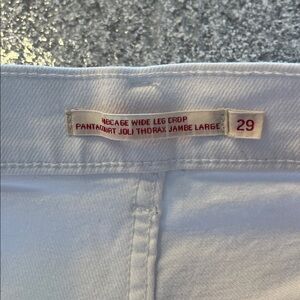 RIBCAGE WIDE LEG CROP
PANTACOURT JOLI THORAX JAMBE LARGE
29